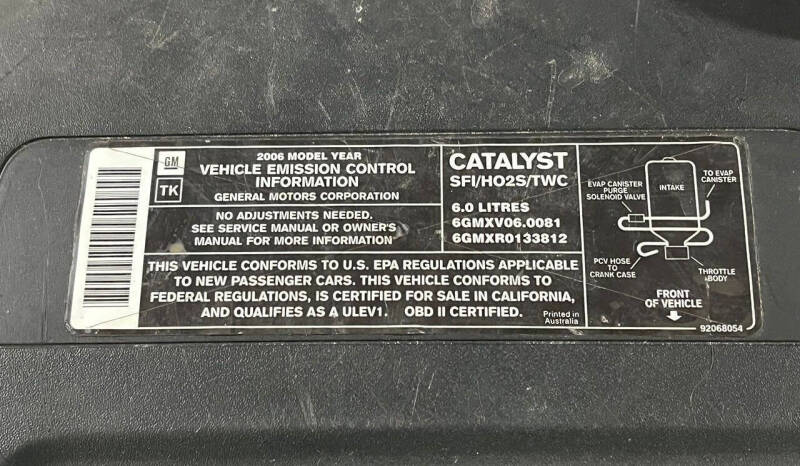 GM
TK
2006 MODEL YEAR
VEHICLE EMISSION CONTROL
INFORMATION
GENERAL MOTORS CORPORATION
NO ADJUSTMENTS NEEDED.
SEE SERVICE MANUAL OR OWNER'S
MANUAL FOR MORE INFORMATION
CATALYST
SFI/HO2S/TWC
6.0 LITRES
6GMXV06.0081
6GMXR0133812
THIS VEHICLE CONFORMS TO U.S. EPA REGULATIONS APPLICABLE
TO NEW PASSENGER CARS. THIS VEHICLE CONFORMS TO
FEDERAL REGULATIONS, IS CERTIFIED FOR SALE IN CALIFORNIA,
AND QUALIFIES AS A ULEV1. OBD II CERTIFIED.
Printed in
Australia
INTAKE
TO EVAP
CANISTER
EVAP CANISTER
PURGE
SOLENOID VALVE
PCV HOSE TO
CRANK CASE
THROTTLE
BODY
FRONT
OF VEHICLE
92068054